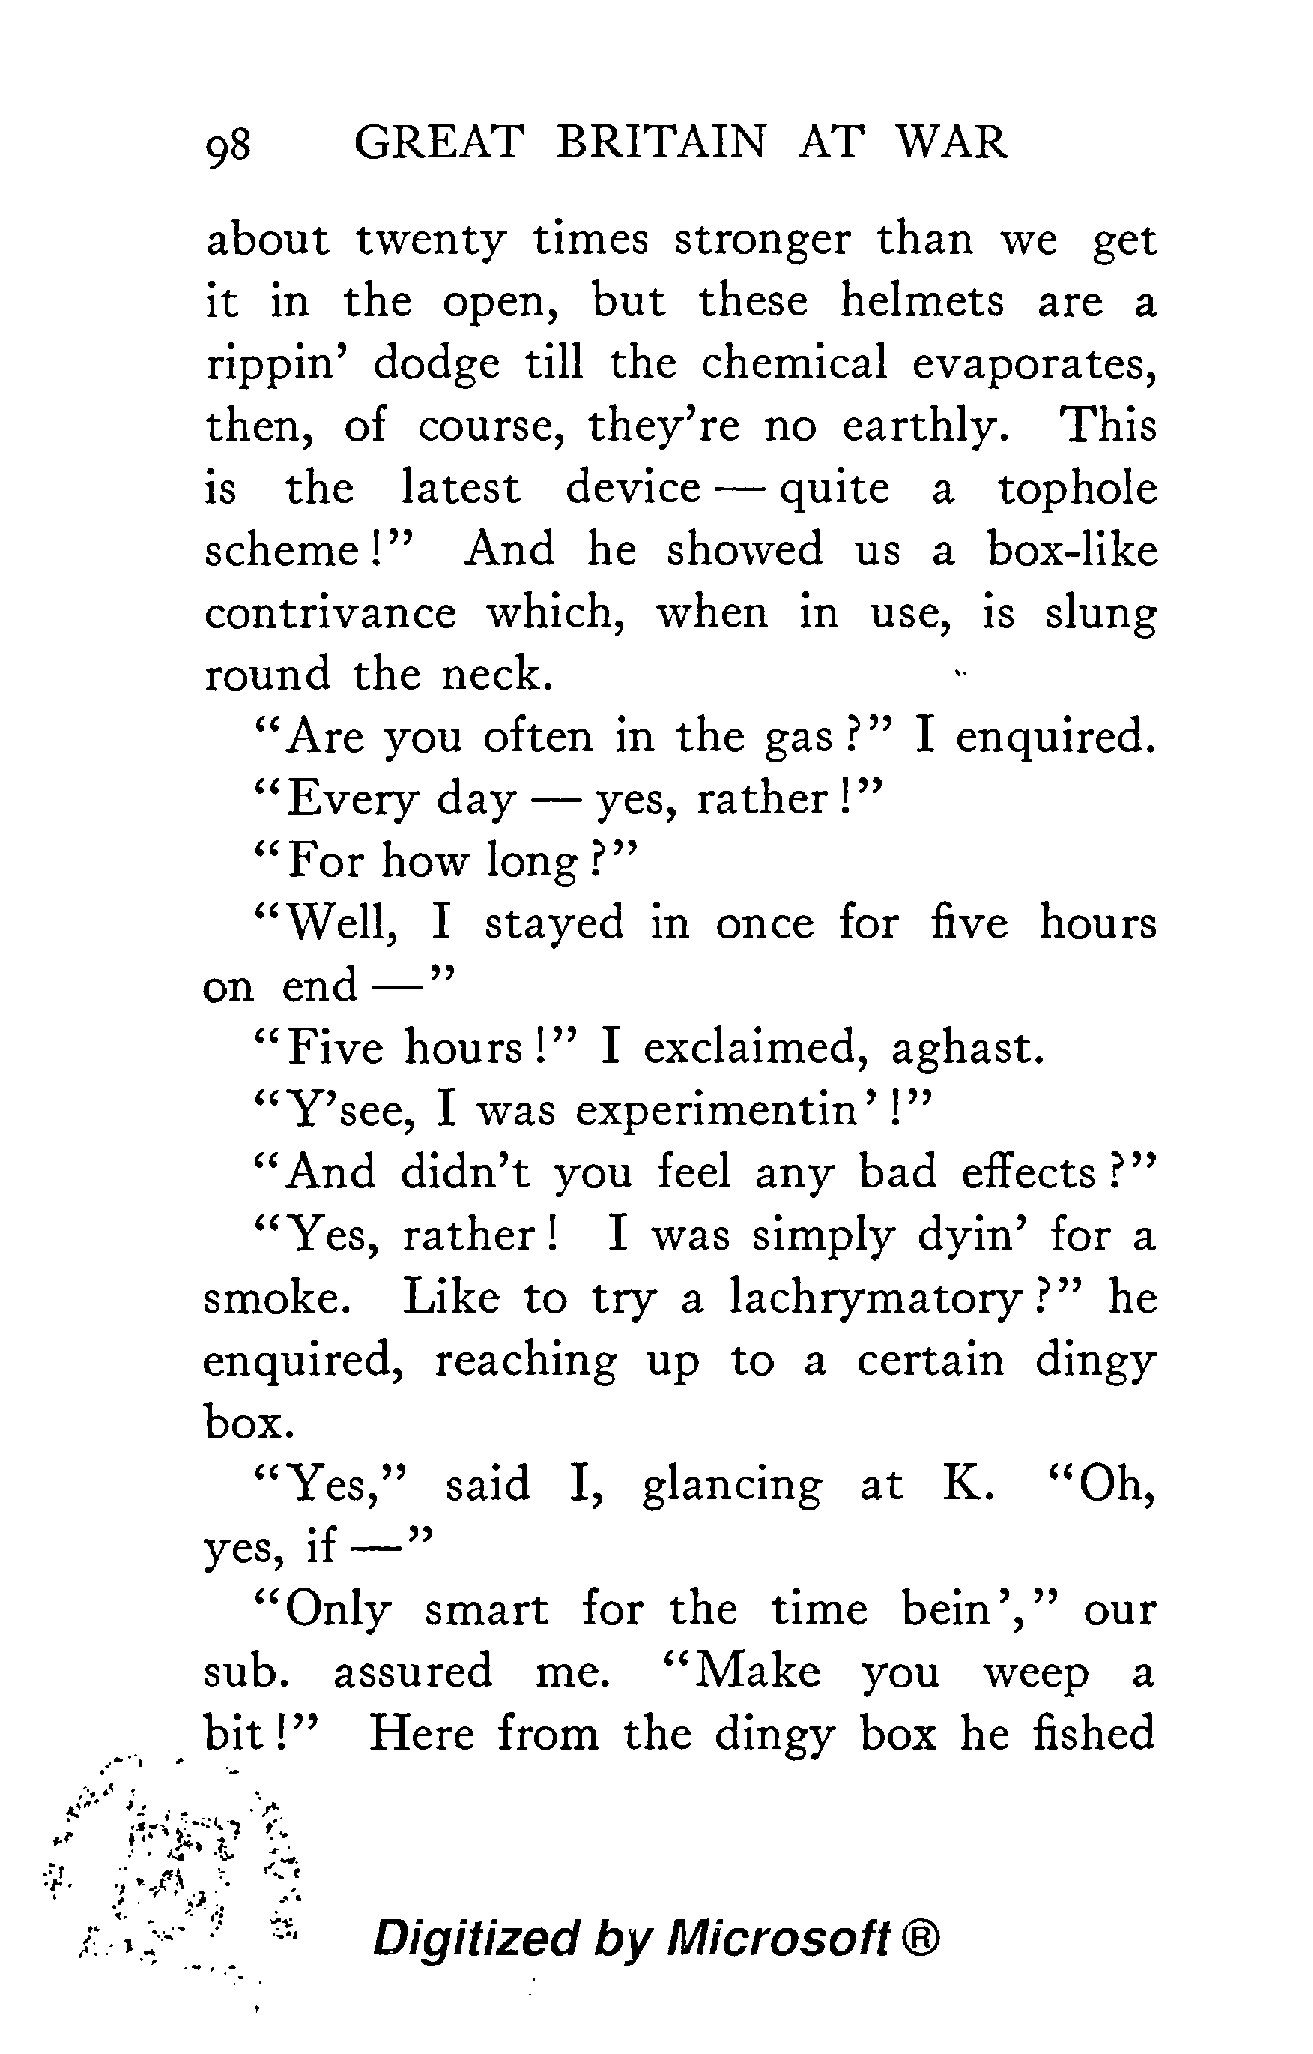 98 GREAT BRITAIN AT WAR
about twenty times stronger than we get
it in the open, but these helmets are a
rippin’ dodge till the chemical evaporates,
then, of course, they’re no earthly. This
is the latest device — quite a tophole
scheme!” And he showed us a box-like
contrivance which, when in use, is slung
round the neck.
“Are you often in the gas?” I enquired.
“Every day — yes, rather!”
“For how long?”
“Well, I stayed in once for five hours
on end —”
“Five hours!” I exclaimed, aghast.
“Y’see, I was experimentin’!”
“And didn’t you feel any bad effects?”
“Yes, rather! I was simply dyin’ for a
smoke. Like to try a lachrymatory?” he
enquired, reaching up to a certain dingy
box.
“Yes,” said I, glancing at K. “Oh,
yes, if —”
“Only smart for the time bein’,” our
sub. assured me. “Make you weep a
bit!” Here from the dingy box he fished
Digitized by Microsoft ®